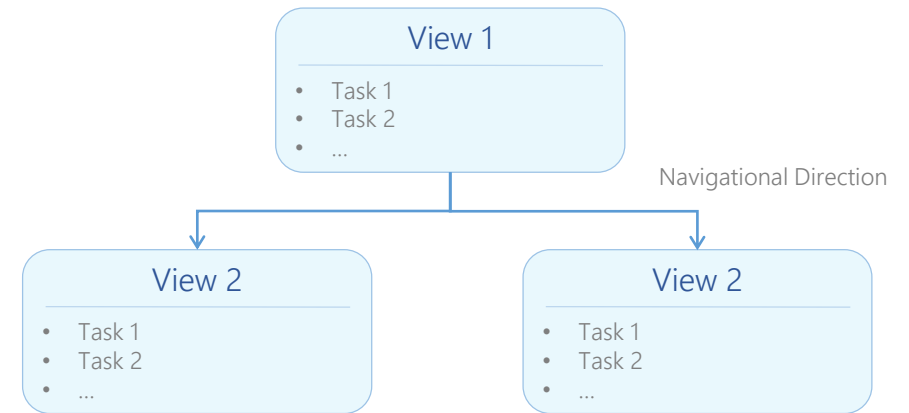 View 1
• Task 1
• Task 2
• ...
Navigational Direction
View 2
• Task 1
• Task 2
• ...
View 2
• Task 1
• Task 2
• ...